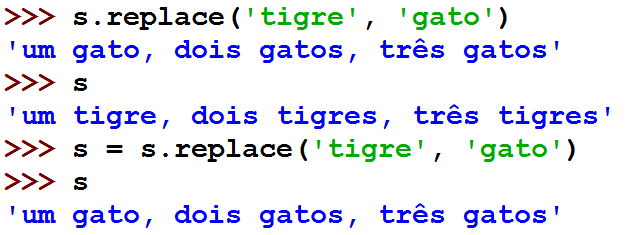 >>> s.replace('tigre', 'gato')
'um gato, dois gatos, três gatos'
>>> s
'um tigre, dois tigres, três tigres'
>>> s = s.replace('tigre', 'gato')
>>> s
'um gato, dois gatos, três gatos'